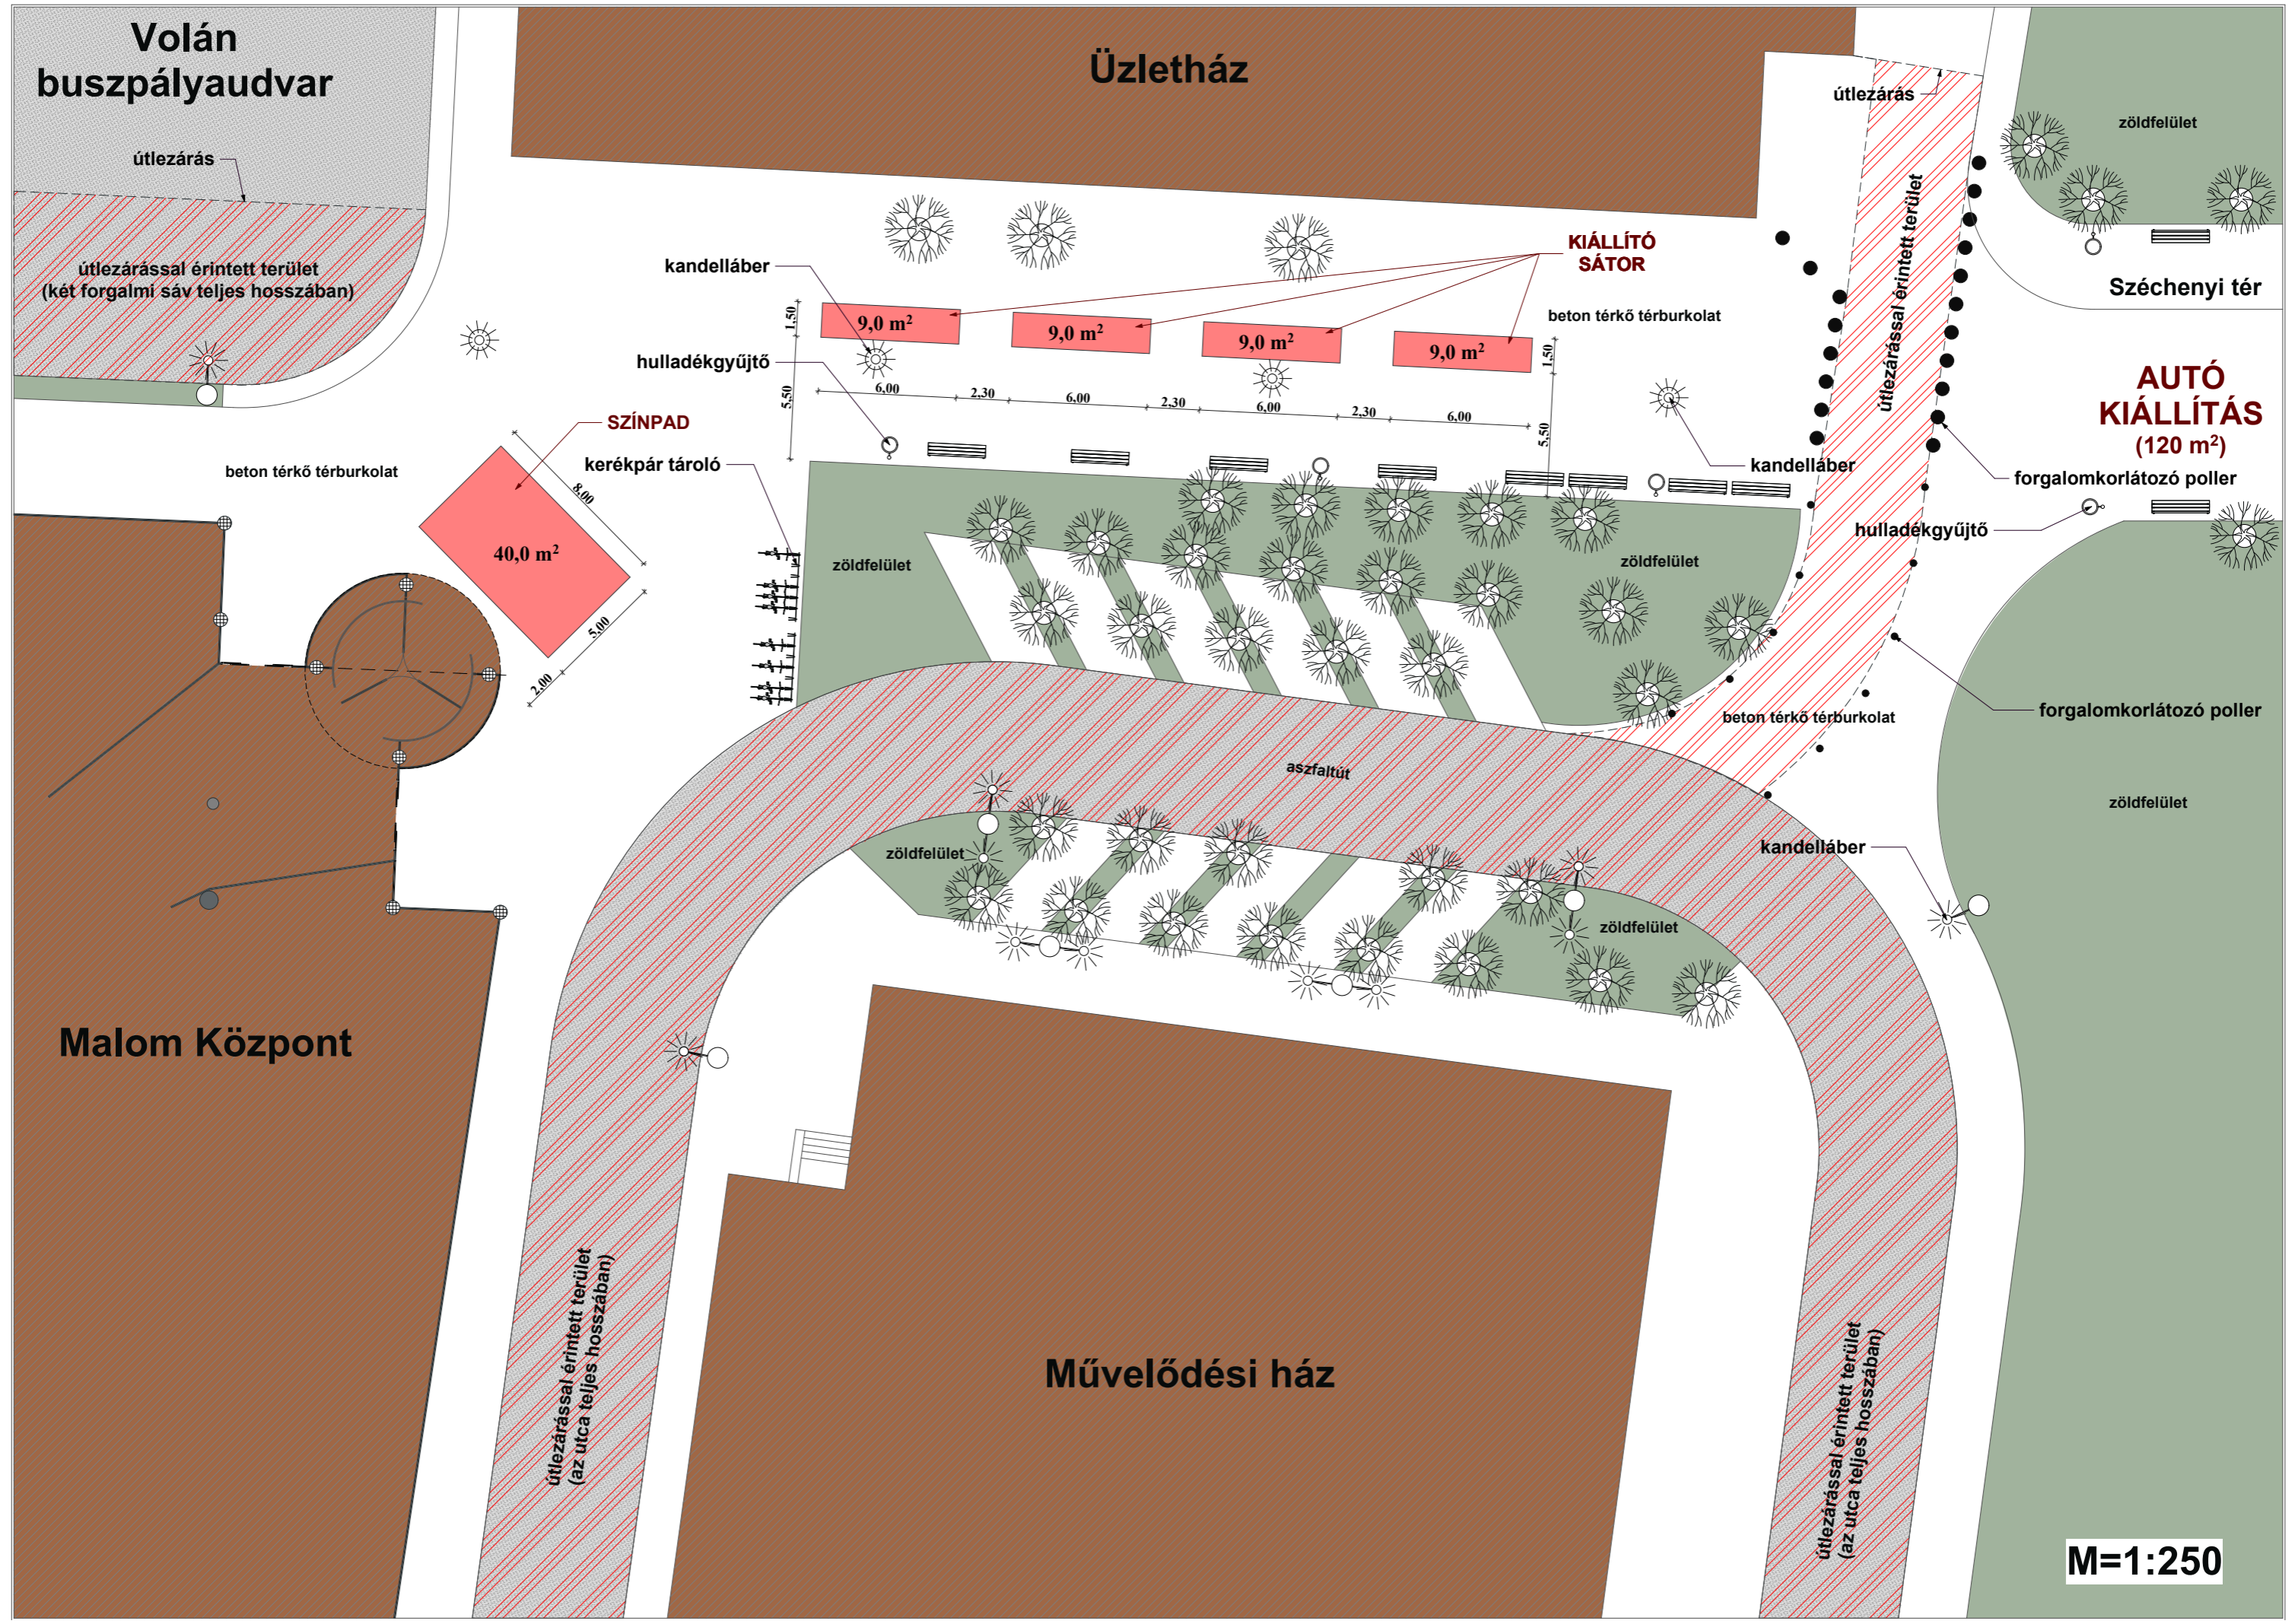 Volán
buszpályaudvar
Üzletház
útlezárás
zöldfelület
útlezárás
útlezárással érintett terület
KIÁLLÍTÓ
SÁTOR
kandelláber
útlezárással érintett terület
(két forgalmi sáv teljes hosszában)
Széchenyi tér
1,50
9,0 m²
9,0 m²
9,0 m²
9,0 m²
beton térkő térburkolat
1,50
hulladékgyűjtő
5,50
6,00
2,30
6,00
2,30
6,00
2,30
6,00
5,50
AUTÓ
KIÁLLÍTÁS
(120 m²)
SZÍNPAD
kerékpár tároló
beton térkő térburkolat
kandelláber
forgalomkorlátozó poller
8,00
hulladékgyűjtő
40,0 m²
zöldfelület
zöldfelület
5,00
2,00
beton térkő térburkolat
forgalomkorlátozó poller
aszfaltút
zöldfelület
zöldfelület
kandelláber
zöldfelület
Malom Központ
útlezárással érintett terület
(az utca teljes hosszában)
Művelődési ház
útlezárással érintett terület
(az utca teljes hosszában)
M=1:250